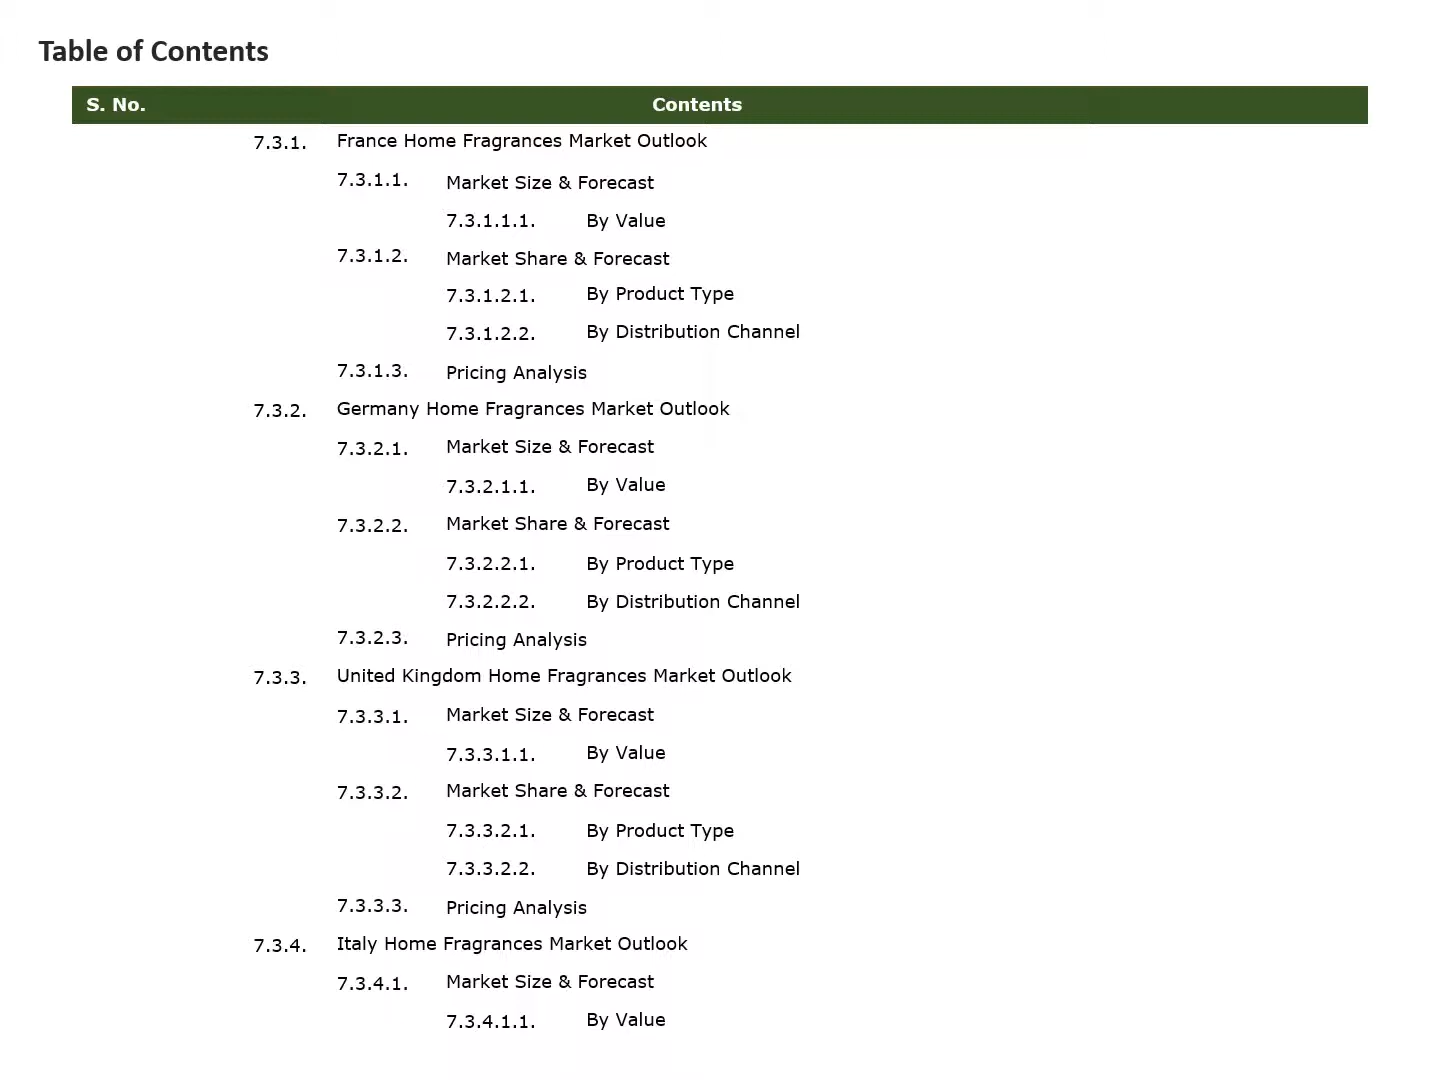 Table of Contents
S. No. Contents
7.3.1. France Home Fragrances Market Outlook
7.3.1.1. Market Size & Forecast
7.3.1.1.1. By Value
7.3.1.2. Market Share & Forecast
7.3.1.2.1. By Product Type
7.3.1.2.2. By Distribution Channel
7.3.1.3. Pricing Analysis
7.3.2. Germany Home Fragrances Market Outlook
7.3.2.1. Market Size & Forecast
7.3.2.1.1. By Value
7.3.2.2. Market Share & Forecast
7.3.2.2.1. By Product Type
7.3.2.2.2. By Distribution Channel
7.3.2.3. Pricing Analysis
7.3.3. United Kingdom Home Fragrances Market Outlook
7.3.3.1. Market Size & Forecast
7.3.3.1.1. By Value
7.3.3.2. Market Share & Forecast
7.3.3.2.1. By Product Type
7.3.3.2.2. By Distribution Channel
7.3.3.3. Pricing Analysis
7.3.4. Italy Home Fragrances Market Outlook
7.3.4.1. Market Size & Forecast
7.3.4.1.1. By Value